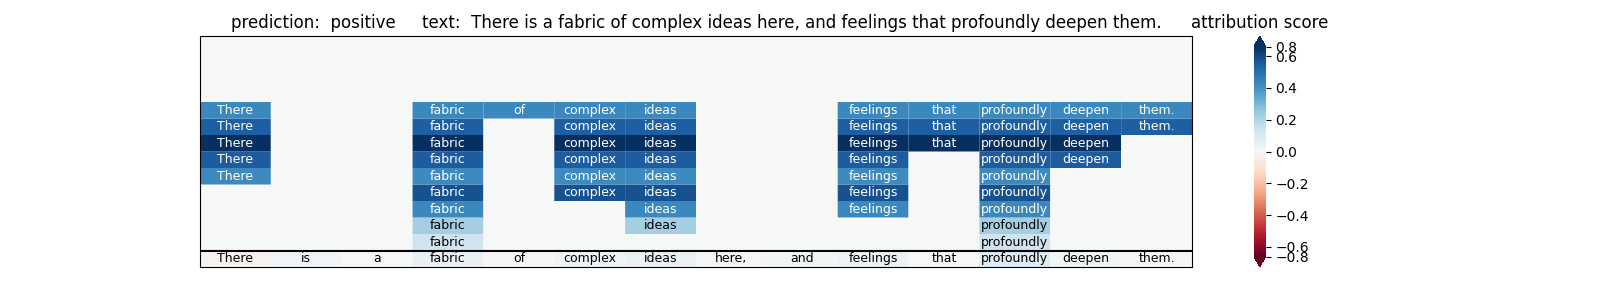 prediction:  positive     text:  There is a fabric of complex ideas here, and feelings that profoundly deepen them.     attribution score
There fabric of complex ideas feelings that profoundly deepen them.
There fabric complex ideas feelings that profoundly deepen them.
There fabric complex ideas feelings that profoundly deepen
There fabric complex ideas feelings profoundly deepen
There fabric complex ideas feelings profoundly
fabric complex ideas feelings profoundly
fabric ideas feelings profoundly
fabric ideas profoundly
fabric profoundly
There is a fabric of complex ideas here, and feelings that profoundly deepen them.
0.8
0.6
0.4
0.2
0.0
−0.2
−0.4
−0.6
−0.8